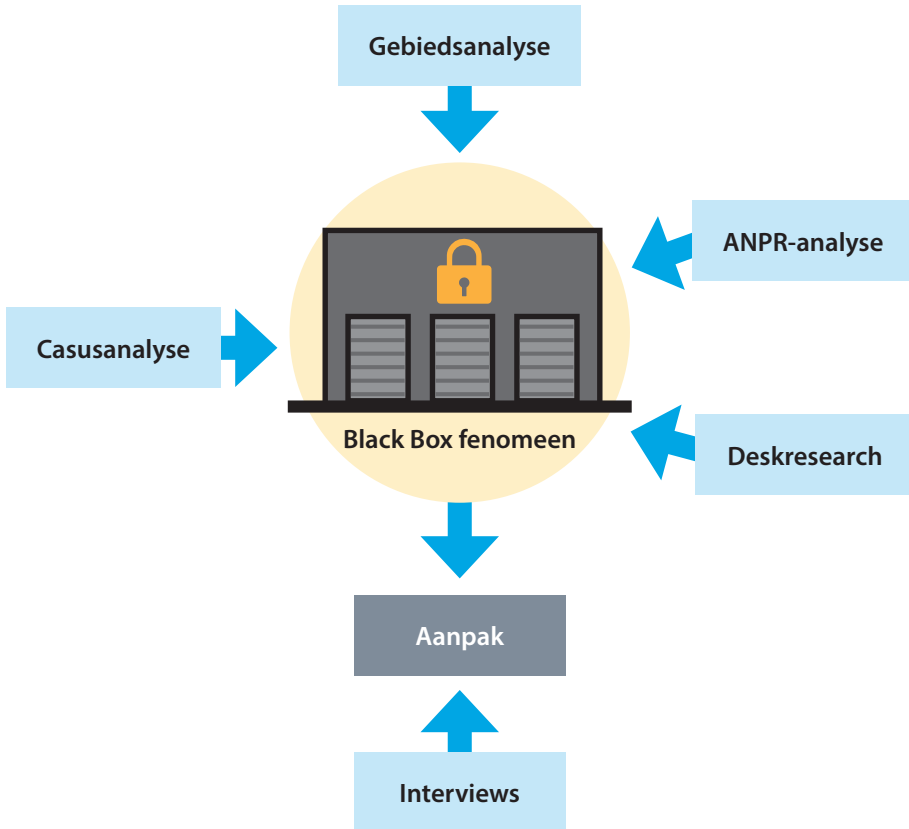 Gebiedsanalyse
ANPR-analyse
Casusanalyse
Black Box fenomeen
Deskresearch
Aanpak
Interviews